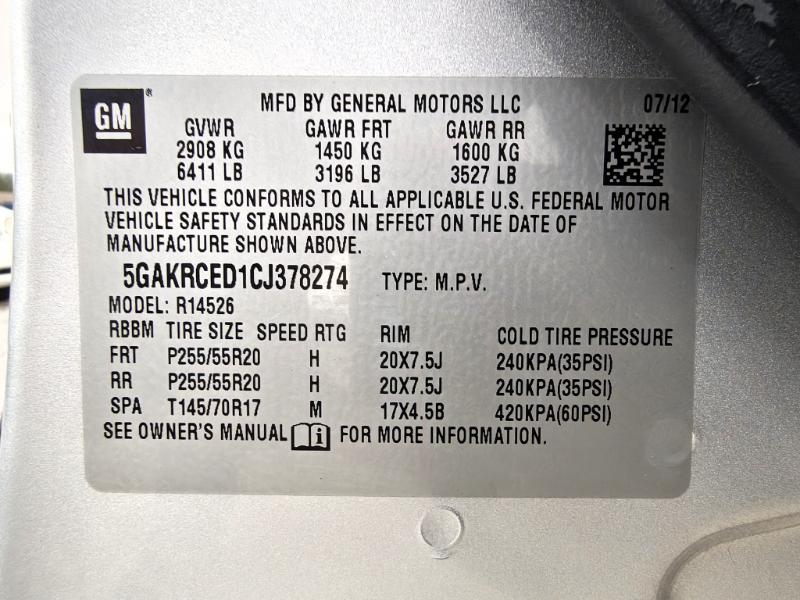 GM ® MFD BY GENERAL MOTORS LLC 07/12
GVWR GAWR FRT GAWR RR
2908 KG 1450 KG 1600 KG
6411 LB 3196 LB 3527 LB
THIS VEHICLE CONFORMS TO ALL APPLICABLE U.S. FEDERAL MOTOR
VEHICLE SAFETY STANDARDS IN EFFECT ON THE DATE OF
MANUFACTURE SHOWN ABOVE.
5GAKRCED1CJ378274 TYPE: M.P.V.
MODEL: R14526
RBBM TIRE SIZE SPEED RTG RIM COLD TIRE PRESSURE
FRT P255/55R20 H 20X7.5J 240KPA(35PSI)
RR P255/55R20 H 20X7.5J 240KPA(35PSI)
SPA T145/70R17 M 17X4.5B 420KPA(60PSI)
SEE OWNER'S MANUAL i FOR MORE INFORMATION.